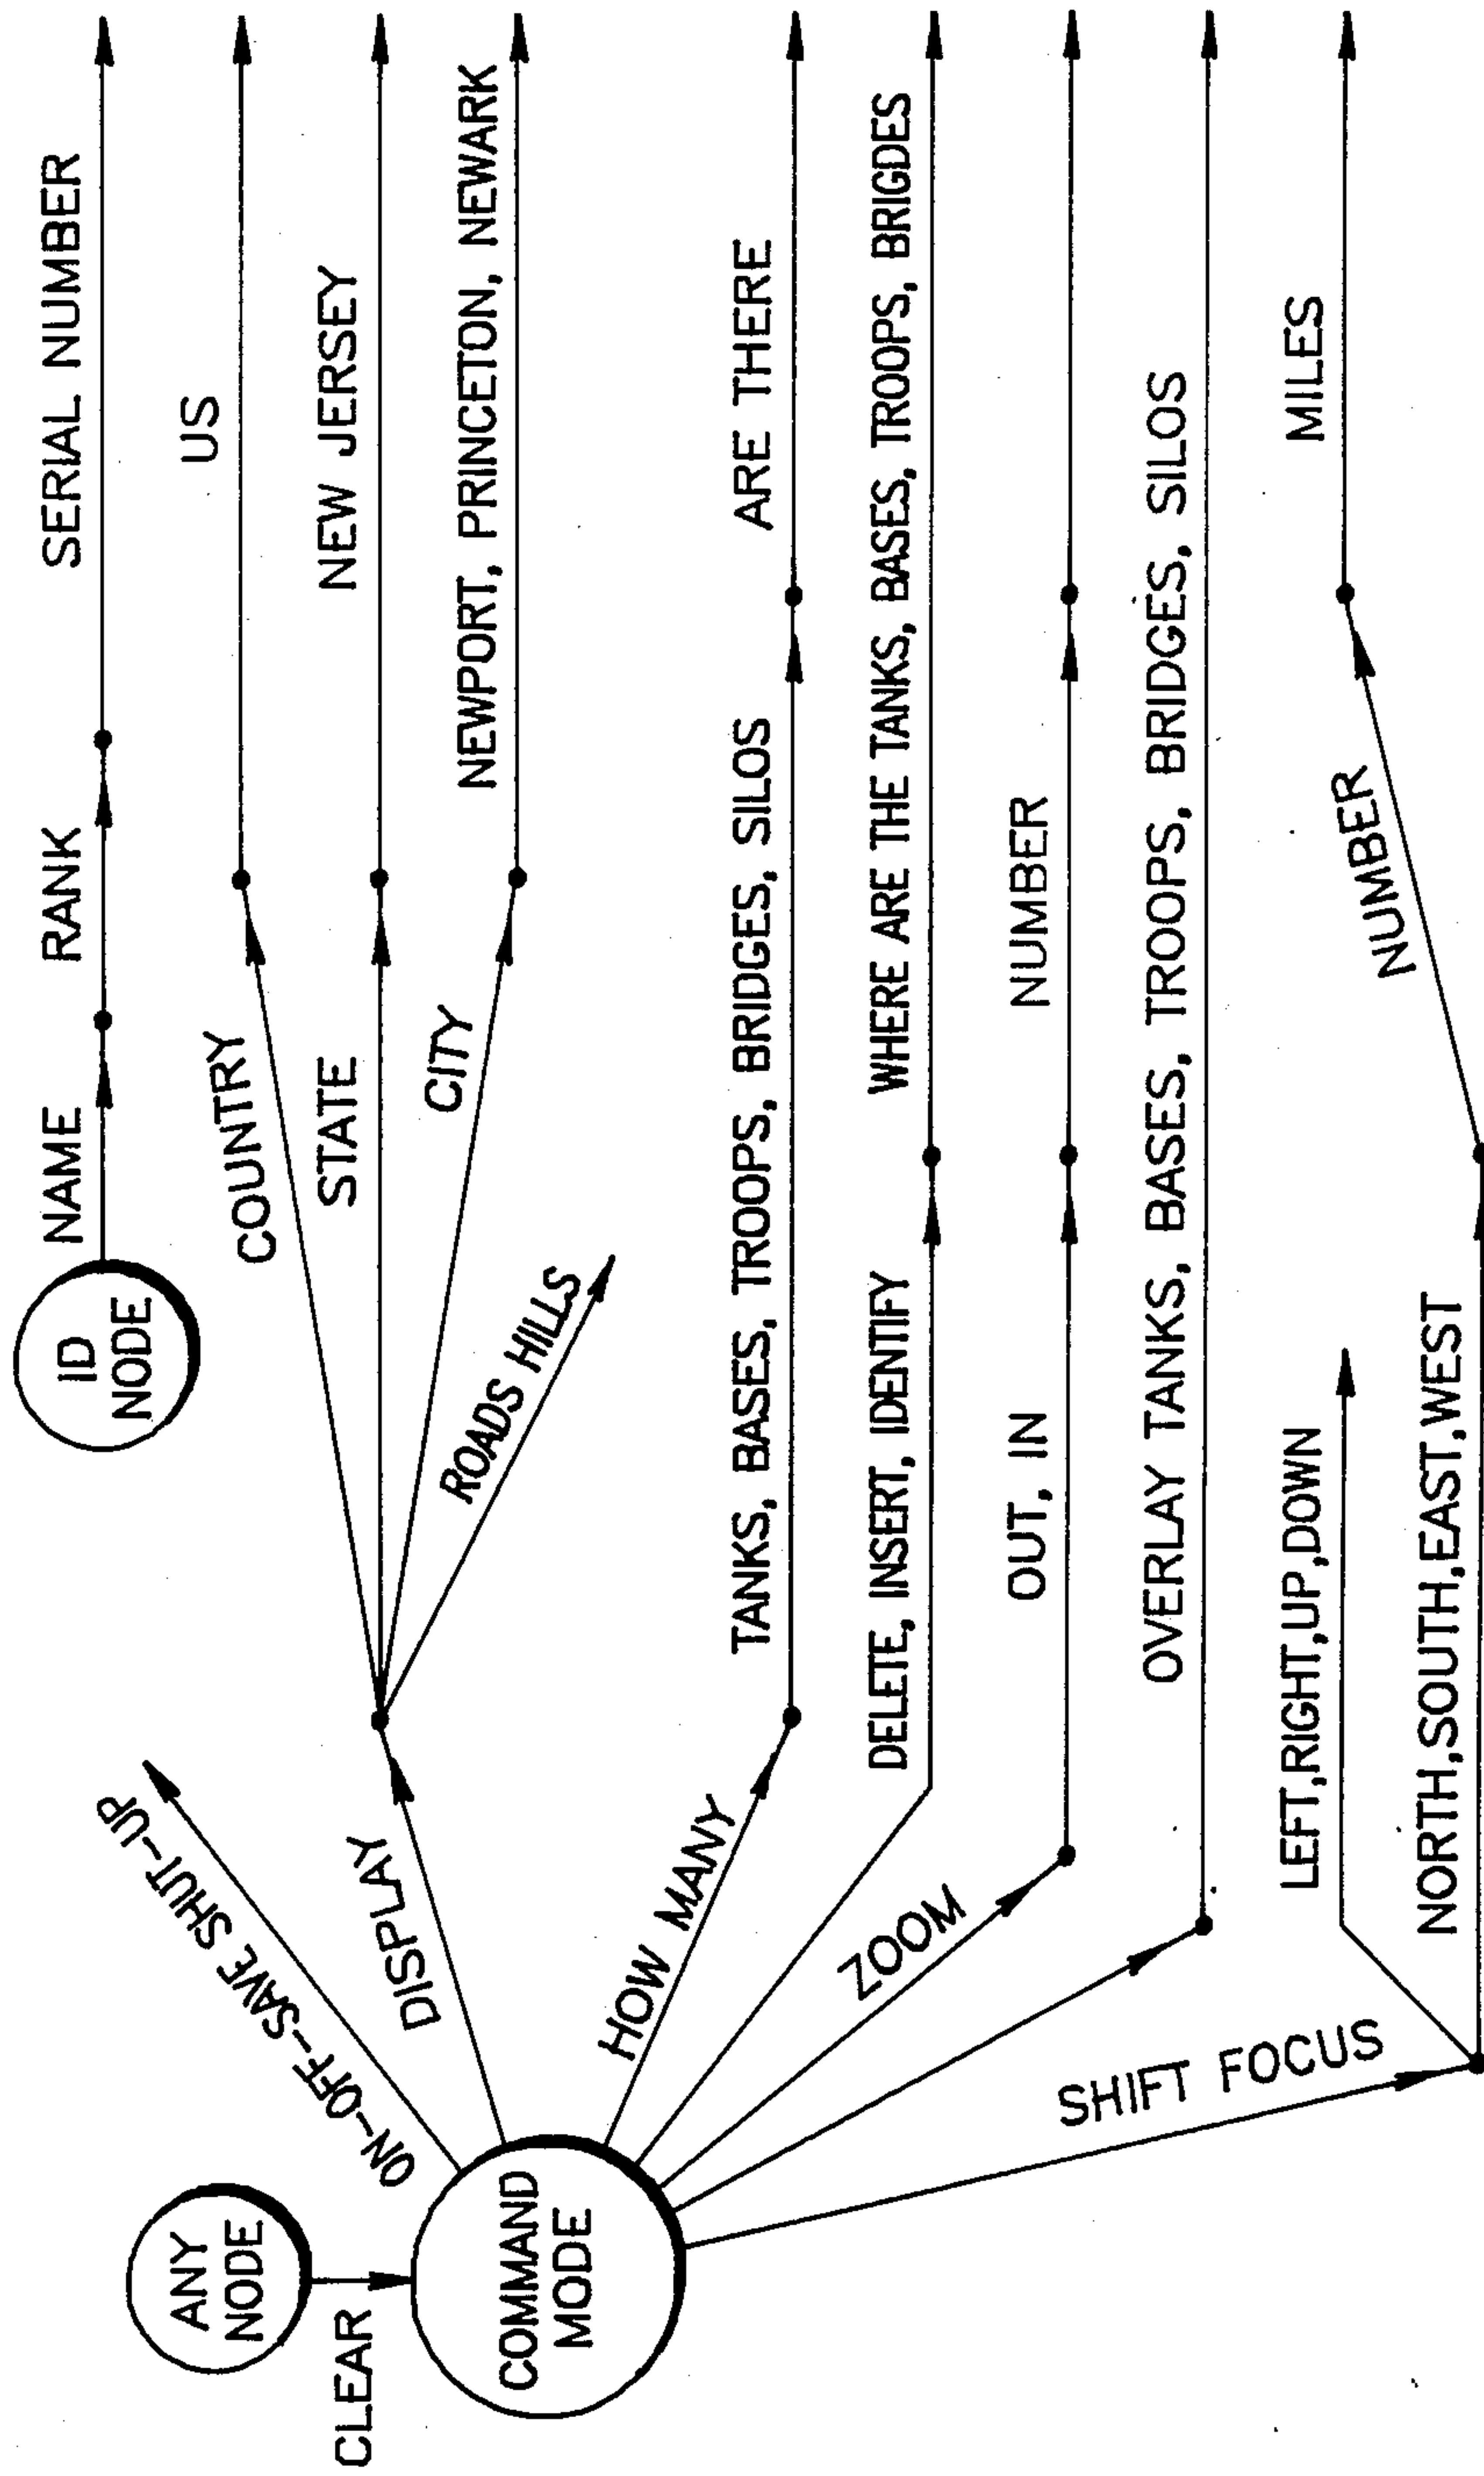 ID
NODE
NAME
RANK
SERIAL NUMBER
ANY
NODE
CLEAR
COMMAND
MODE
ON-OFF-SAVE SHUT-UP
DISPLAY
COUNTRY
US
STATE
NEW JERSEY
CITY
NEWPORT, PRINCETON, NEWARK
ROADS HILLS
HOW MANY
TANKS, BASES, TROOPS, BRIDGES, SILOS
ARE THERE
DELETE, INSERT, IDENTIFY
WHERE ARE THE TANKS, BASES, TROOPS, BRIGDES
ZOOM
OUT, IN
NUMBER
OVERLAY TANKS, BASES, TROOPS, BRIDGES, SILOS
SHIFT FOCUS
LEFT,RIGHT,UP,DOWN
NORTH,SOUTH,EAST,WEST
NUMBER
MILES